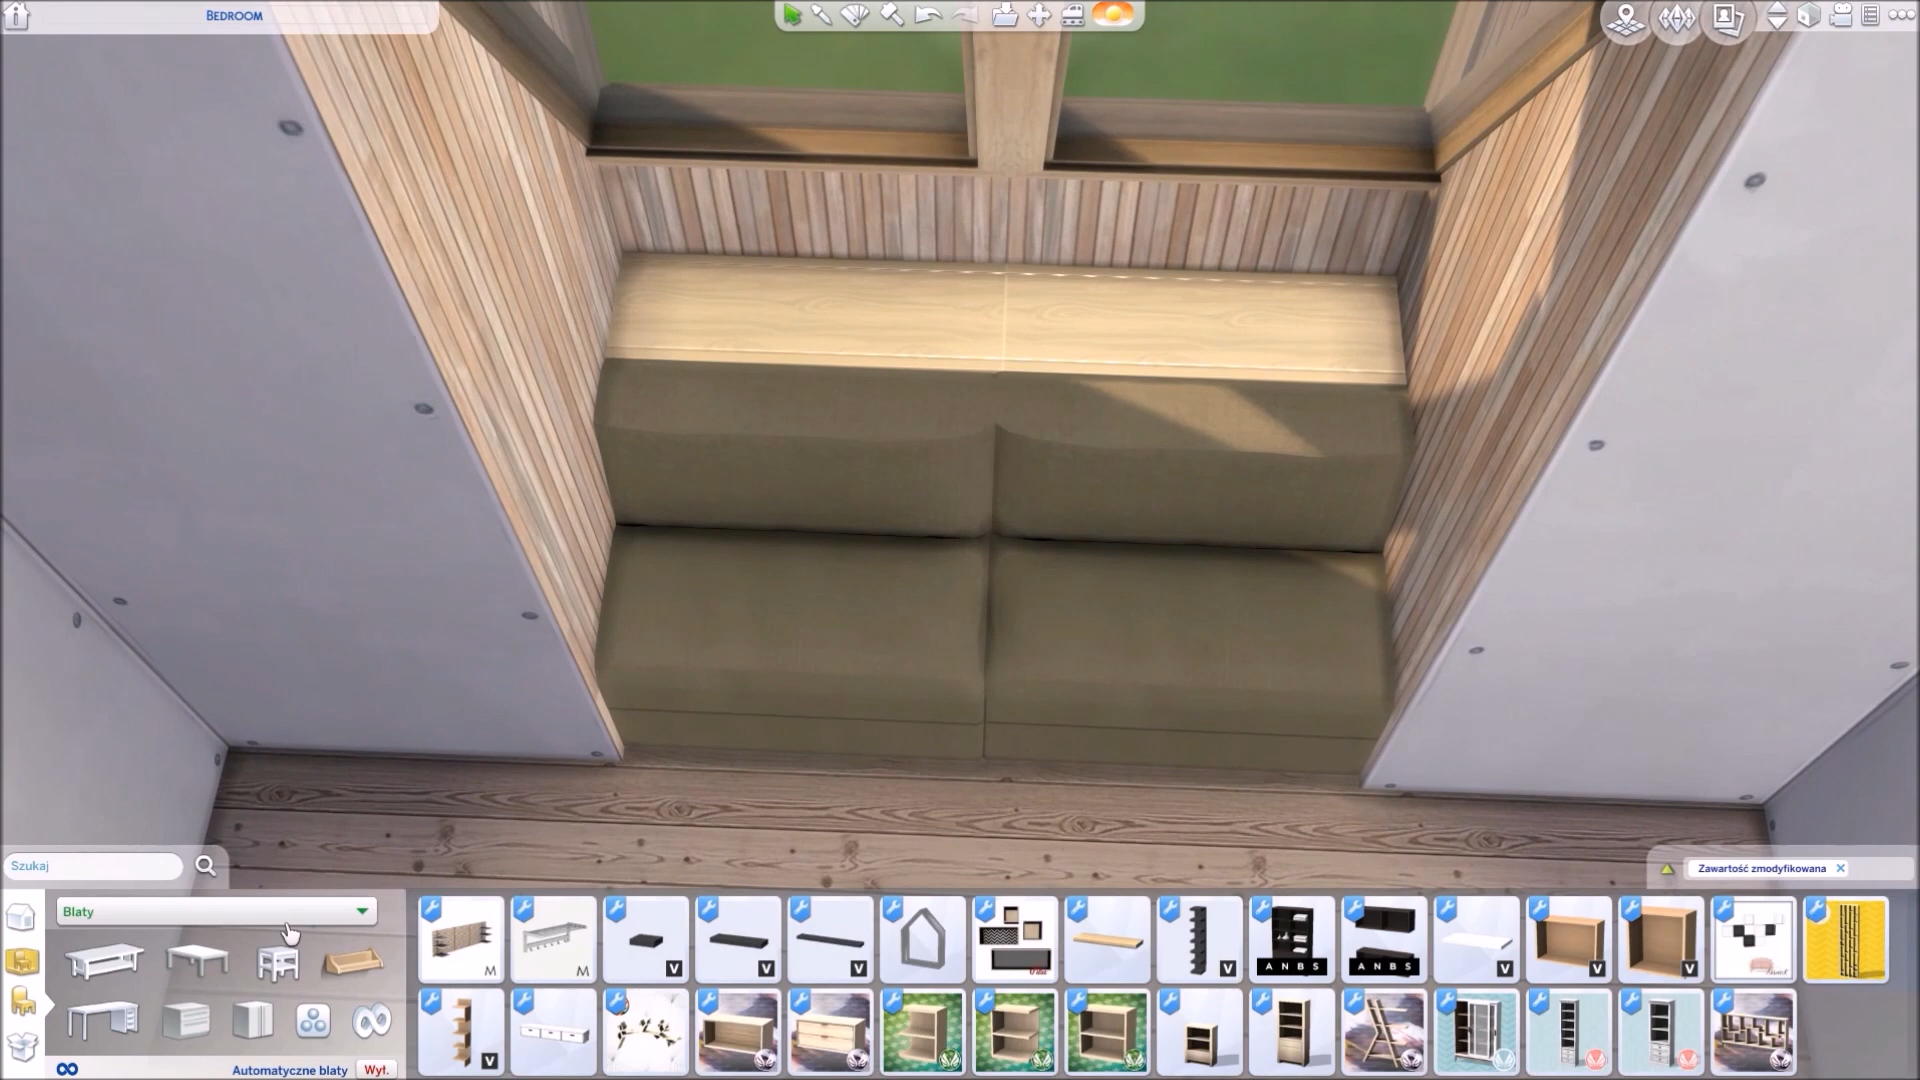 BEDROOM
Szukaj
Zawartość zmodyfikowana
Blaty
M
M
V
V
V
V
ANBS
ANBS
V
V
V
V
Automatyczne blaty
Wył.